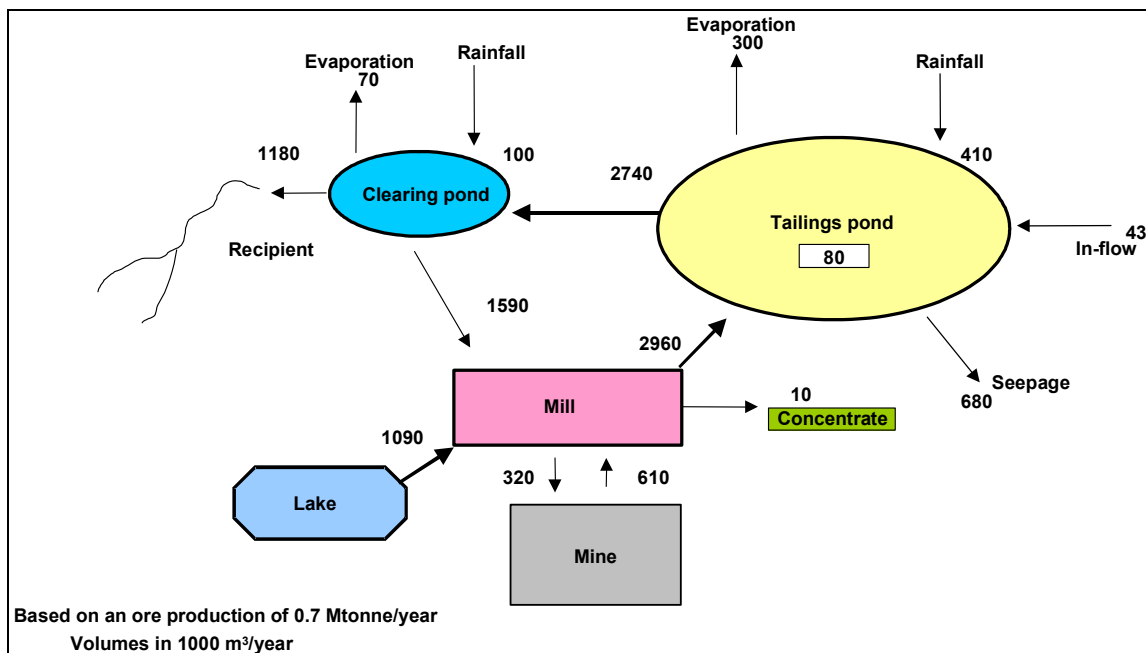 Evaporation
300
Evaporation
70
Rainfall
Rainfall
1180
100
2740
410
Clearing pond
Tailings pond
80
43
In-flow
Recipient
1590
2960
Seepage
680
Mill
10
Concentrate
1090
320
610
Lake
Mine
Based on an ore production of 0.7 Mtonne/year
Volumes in 1000 m³/year